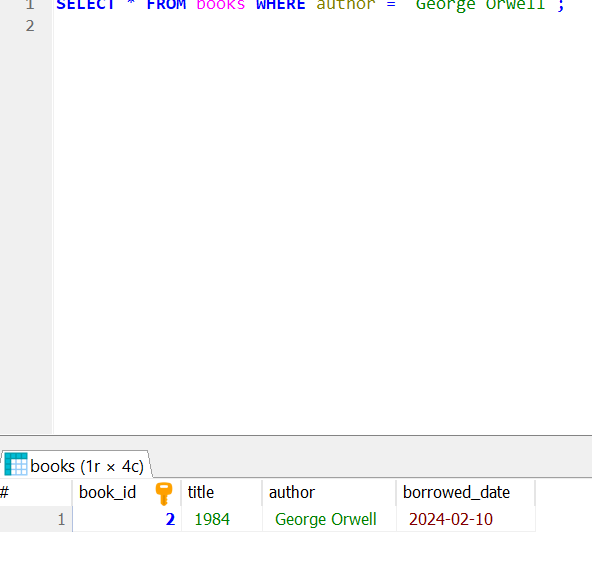 1 SELECT * FROM books WHERE author = George Orwell ;
2
books (1r × 4c)
# book_id title author borrowed_date
1 2 1984 George Orwell 2024-02-10